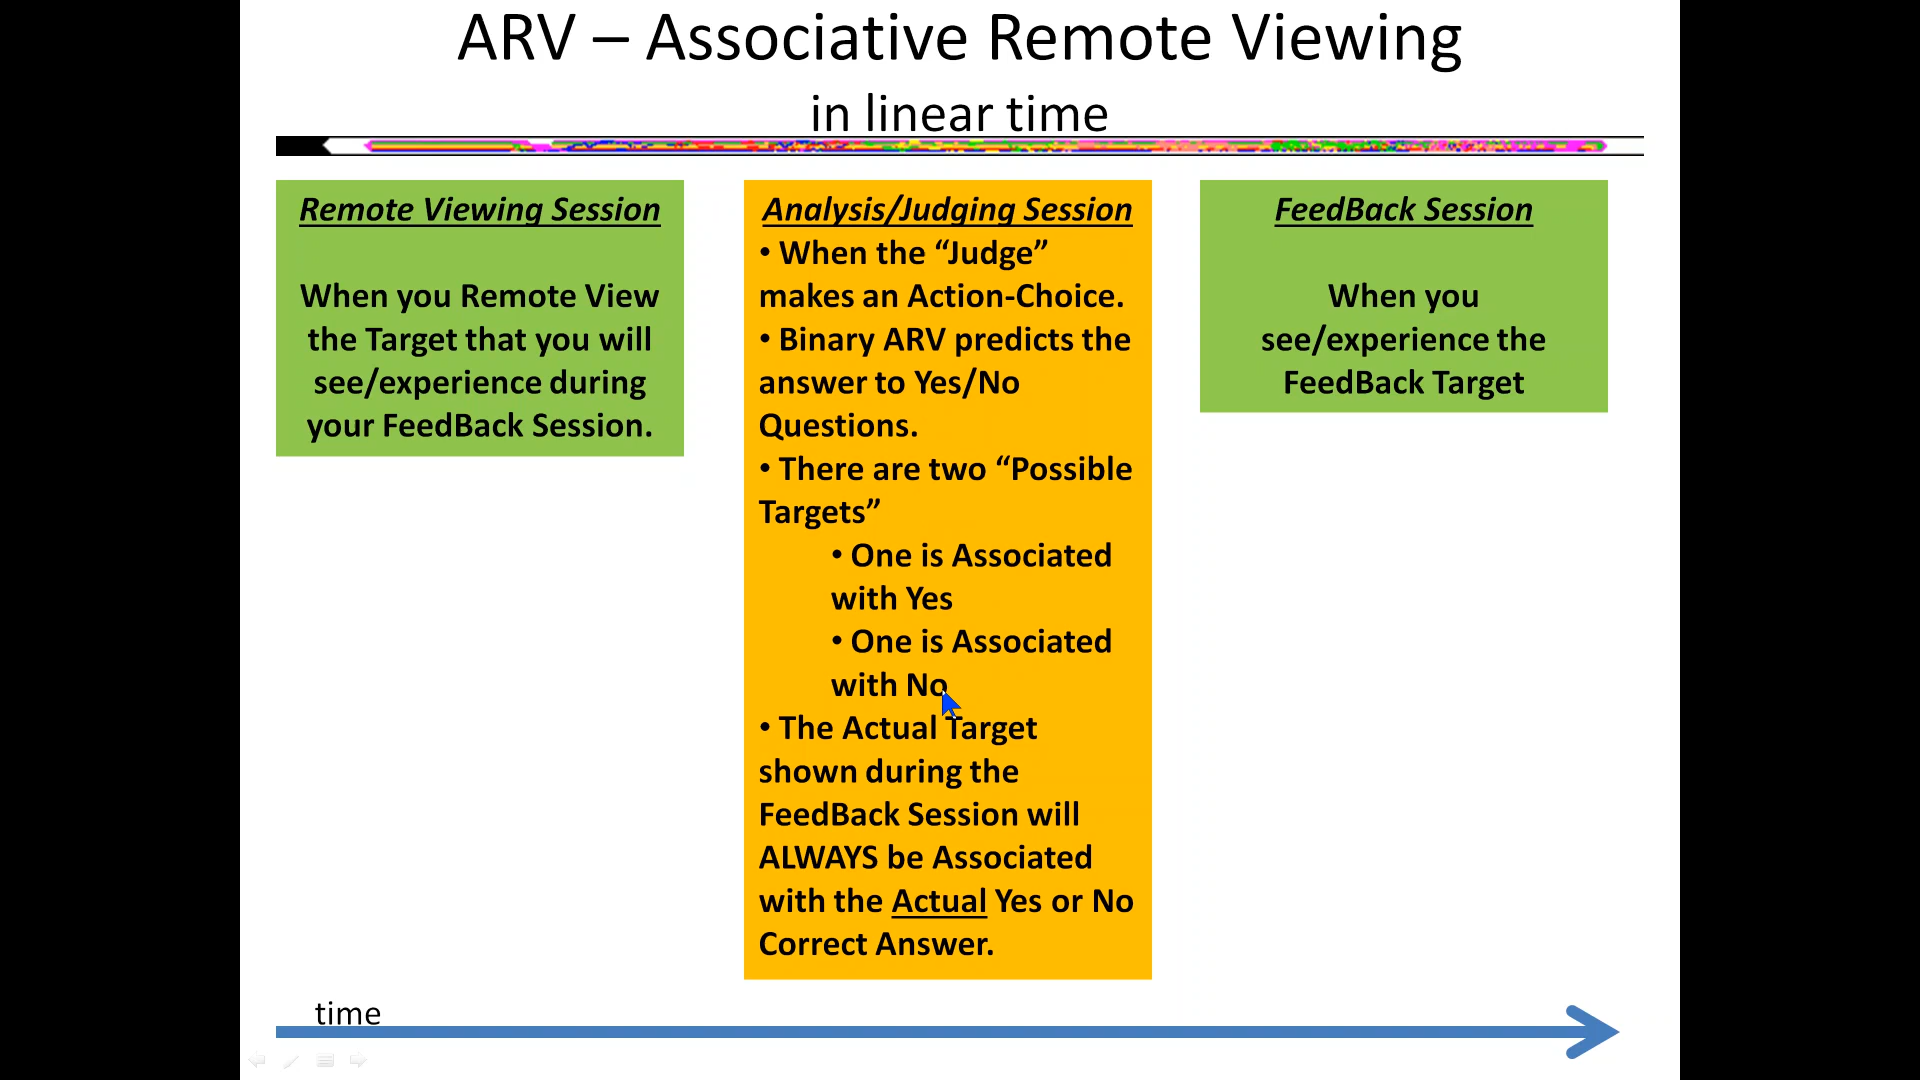 ARV – Associative Remote Viewing
in linear time
Remote Viewing Session
When you Remote View
the Target that you will
see/experience during
your FeedBack Session.
Analysis/Judging Session
• When the “Judge”
makes an Action-Choice.
• Binary ARV predicts the
answer to Yes/No
Questions.
• There are two “Possible
Targets”
• One is Associated
with Yes
• One is Associated
with No
• The Actual Target
shown during the
FeedBack Session will
ALWAYS be Associated
with the Actual Yes or No
Correct Answer.
FeedBack Session
When you
see/experience the
FeedBack Target
time